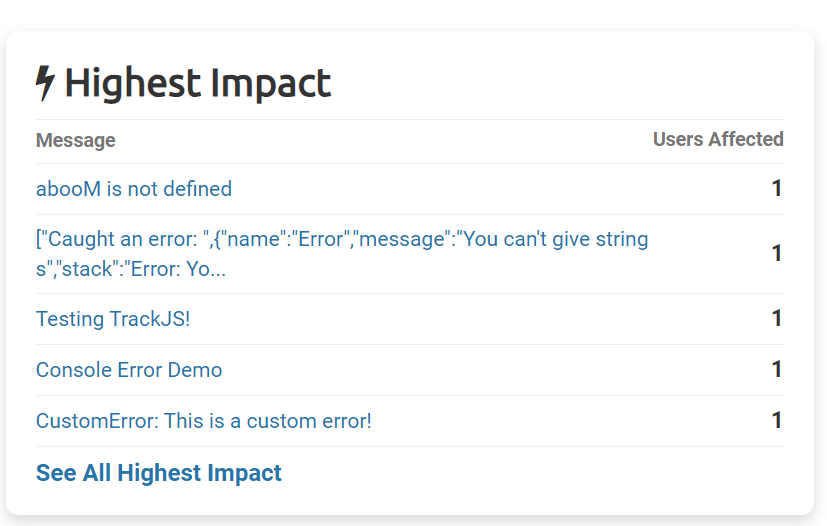 Highest Impact
Message Users Affected
abooM is not defined 1
["Caught an error: ",{"name":"Error","message":"You can't give string
s","stack":"Error: Yo... 1
Testing TrackJS! 1
Console Error Demo 1
CustomError: This is a custom error! 1
See All Highest Impact